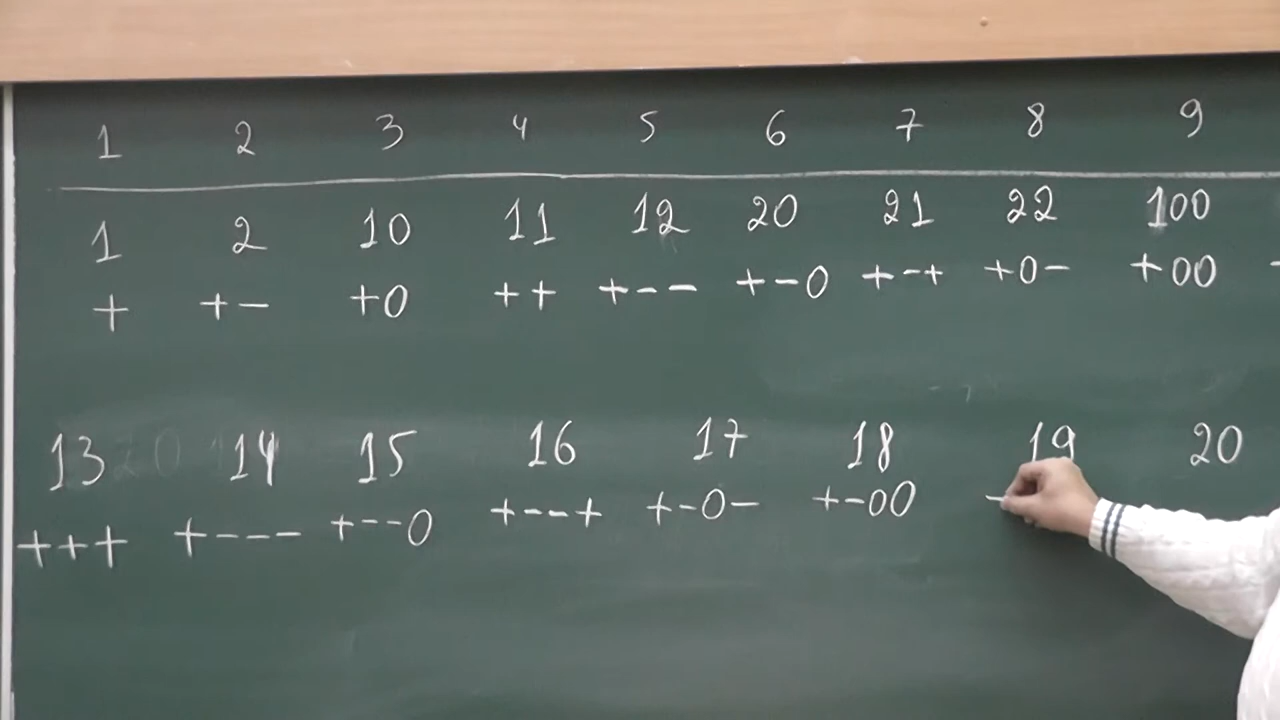 1 2 3 4 5 6 7 8 9
1 2 10 11 12 20 21 22 100
+ +- +0 ++ +-- +-0 +-+ +0- +00
13 14 15 16 17 18 19 20
+++ +--- +--0 +--+ +-0- +-00